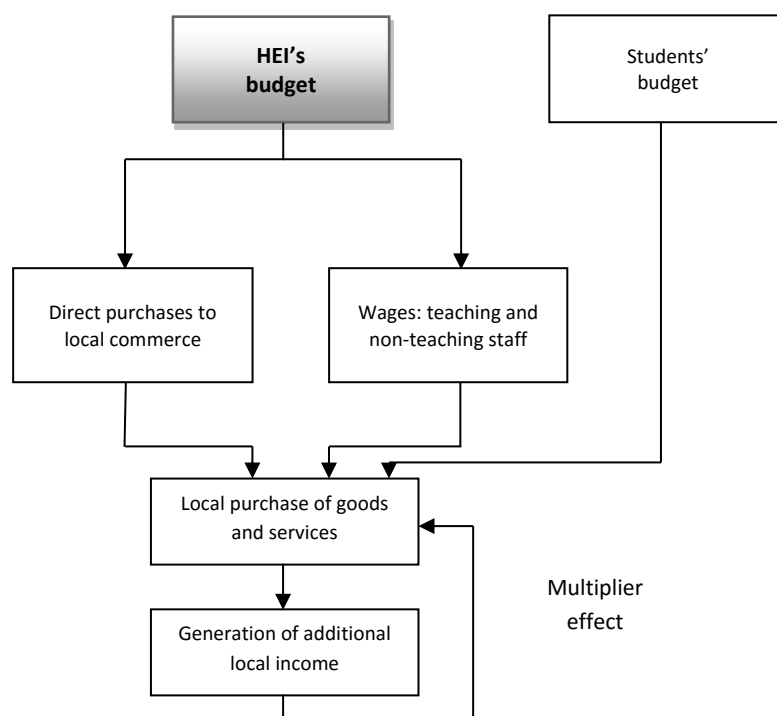 HEI’s
budget
Students’
budget
Direct purchases to
local commerce
Wages: teaching and
non-teaching staff
Local purchase of goods
and services
Multiplier
effect
Generation of additional
local income